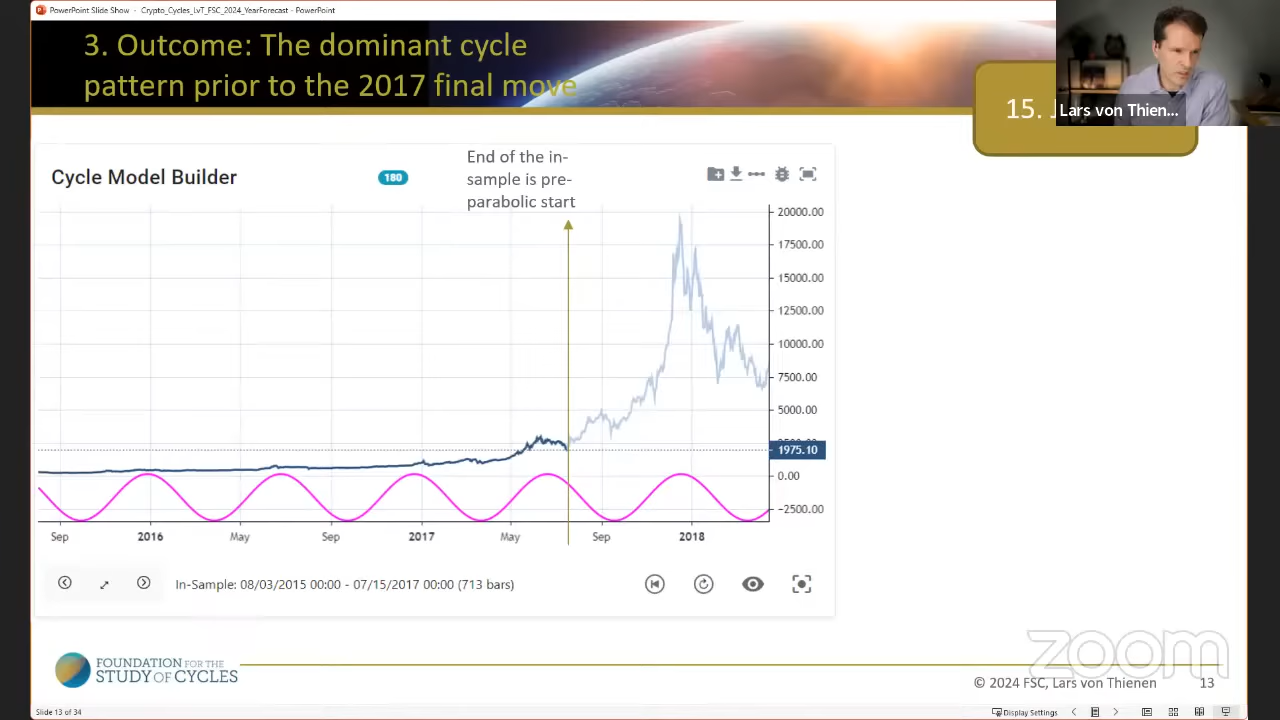 PowerPoint Slide Show - Crypto_Cycles_LvT_FSC_2024_YearForecast - PowerPoint
3. Outcome: The dominant cycle
pattern prior to the 2017 final move
15.
Lars von Thien...
Cycle Model Builder
180
End of the in-
sample is pre-
parabolic start
20000.00
17500.00
15000.00
12500.00
10000.00
7500.00
5000.00
1975.10
0.00
−2500.00
Sep 2016 May Sep 2017 May Sep 2018
In-Sample: 08/03/2015 00:00 - 07/15/2017 00:00 (713 bars)
FOUNDATION FOR THE
STUDY OF CYCLES
zoom
© 2024 FSC, Lars von Thienen 13
Slide 13 of 34
Display Settings